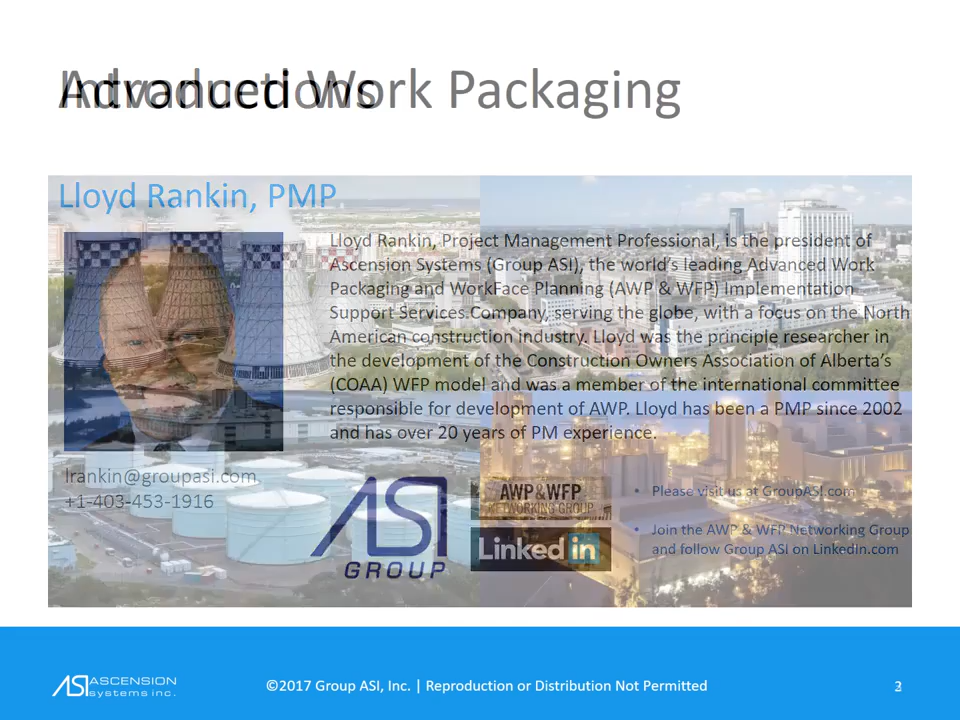 Introductions
Advanced Work Packaging
Lloyd Rankin, PMP
Lloyd Rankin, Project Management Professional, is the president of
Ascension Systems (Group ASI), the world's leading Advanced Work
Packaging and WorkFace Planning (AWP & WFP) Implementation
Support Services Company, serving the globe, with a focus on the North
American construction industry. Lloyd was the principle researcher in
the development of the Construction Owners Association of Alberta's
(COAA) WFP model and was a member of the international committee
responsible for development of AWP. Lloyd has been a PMP since 2002
and has over 20 years of PM experience.
lrankin@groupasi.com
+1-403-453-1916
ASI
GROUP
AWP&WFP
NETWORKING GROUP
Linked in
• Please visit us at GroupASI.com
• Join the AWP & WFP Networking Group
and follow Group ASI on LinkedIn.com
ASI ASCENSION
systems inc.
©2017 Group ASI, Inc. | Reproduction or Distribution Not Permitted